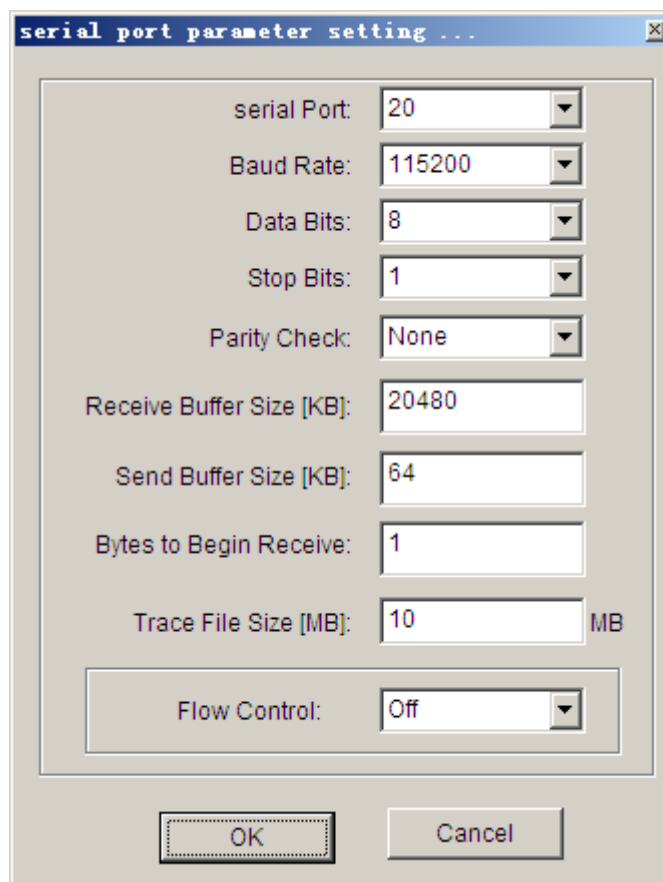 serial port parameter setting ...
serial Port: 20
Baud Rate: 115200
Data Bits: 8
Stop Bits: 1
Parity Check: None
Receive Buffer Size [KB]: 20480
Send Buffer Size [KB]: 64
Bytes to Begin Receive: 1
Trace File Size [MB]: 10 MB
Flow Control: Off
OK Cancel